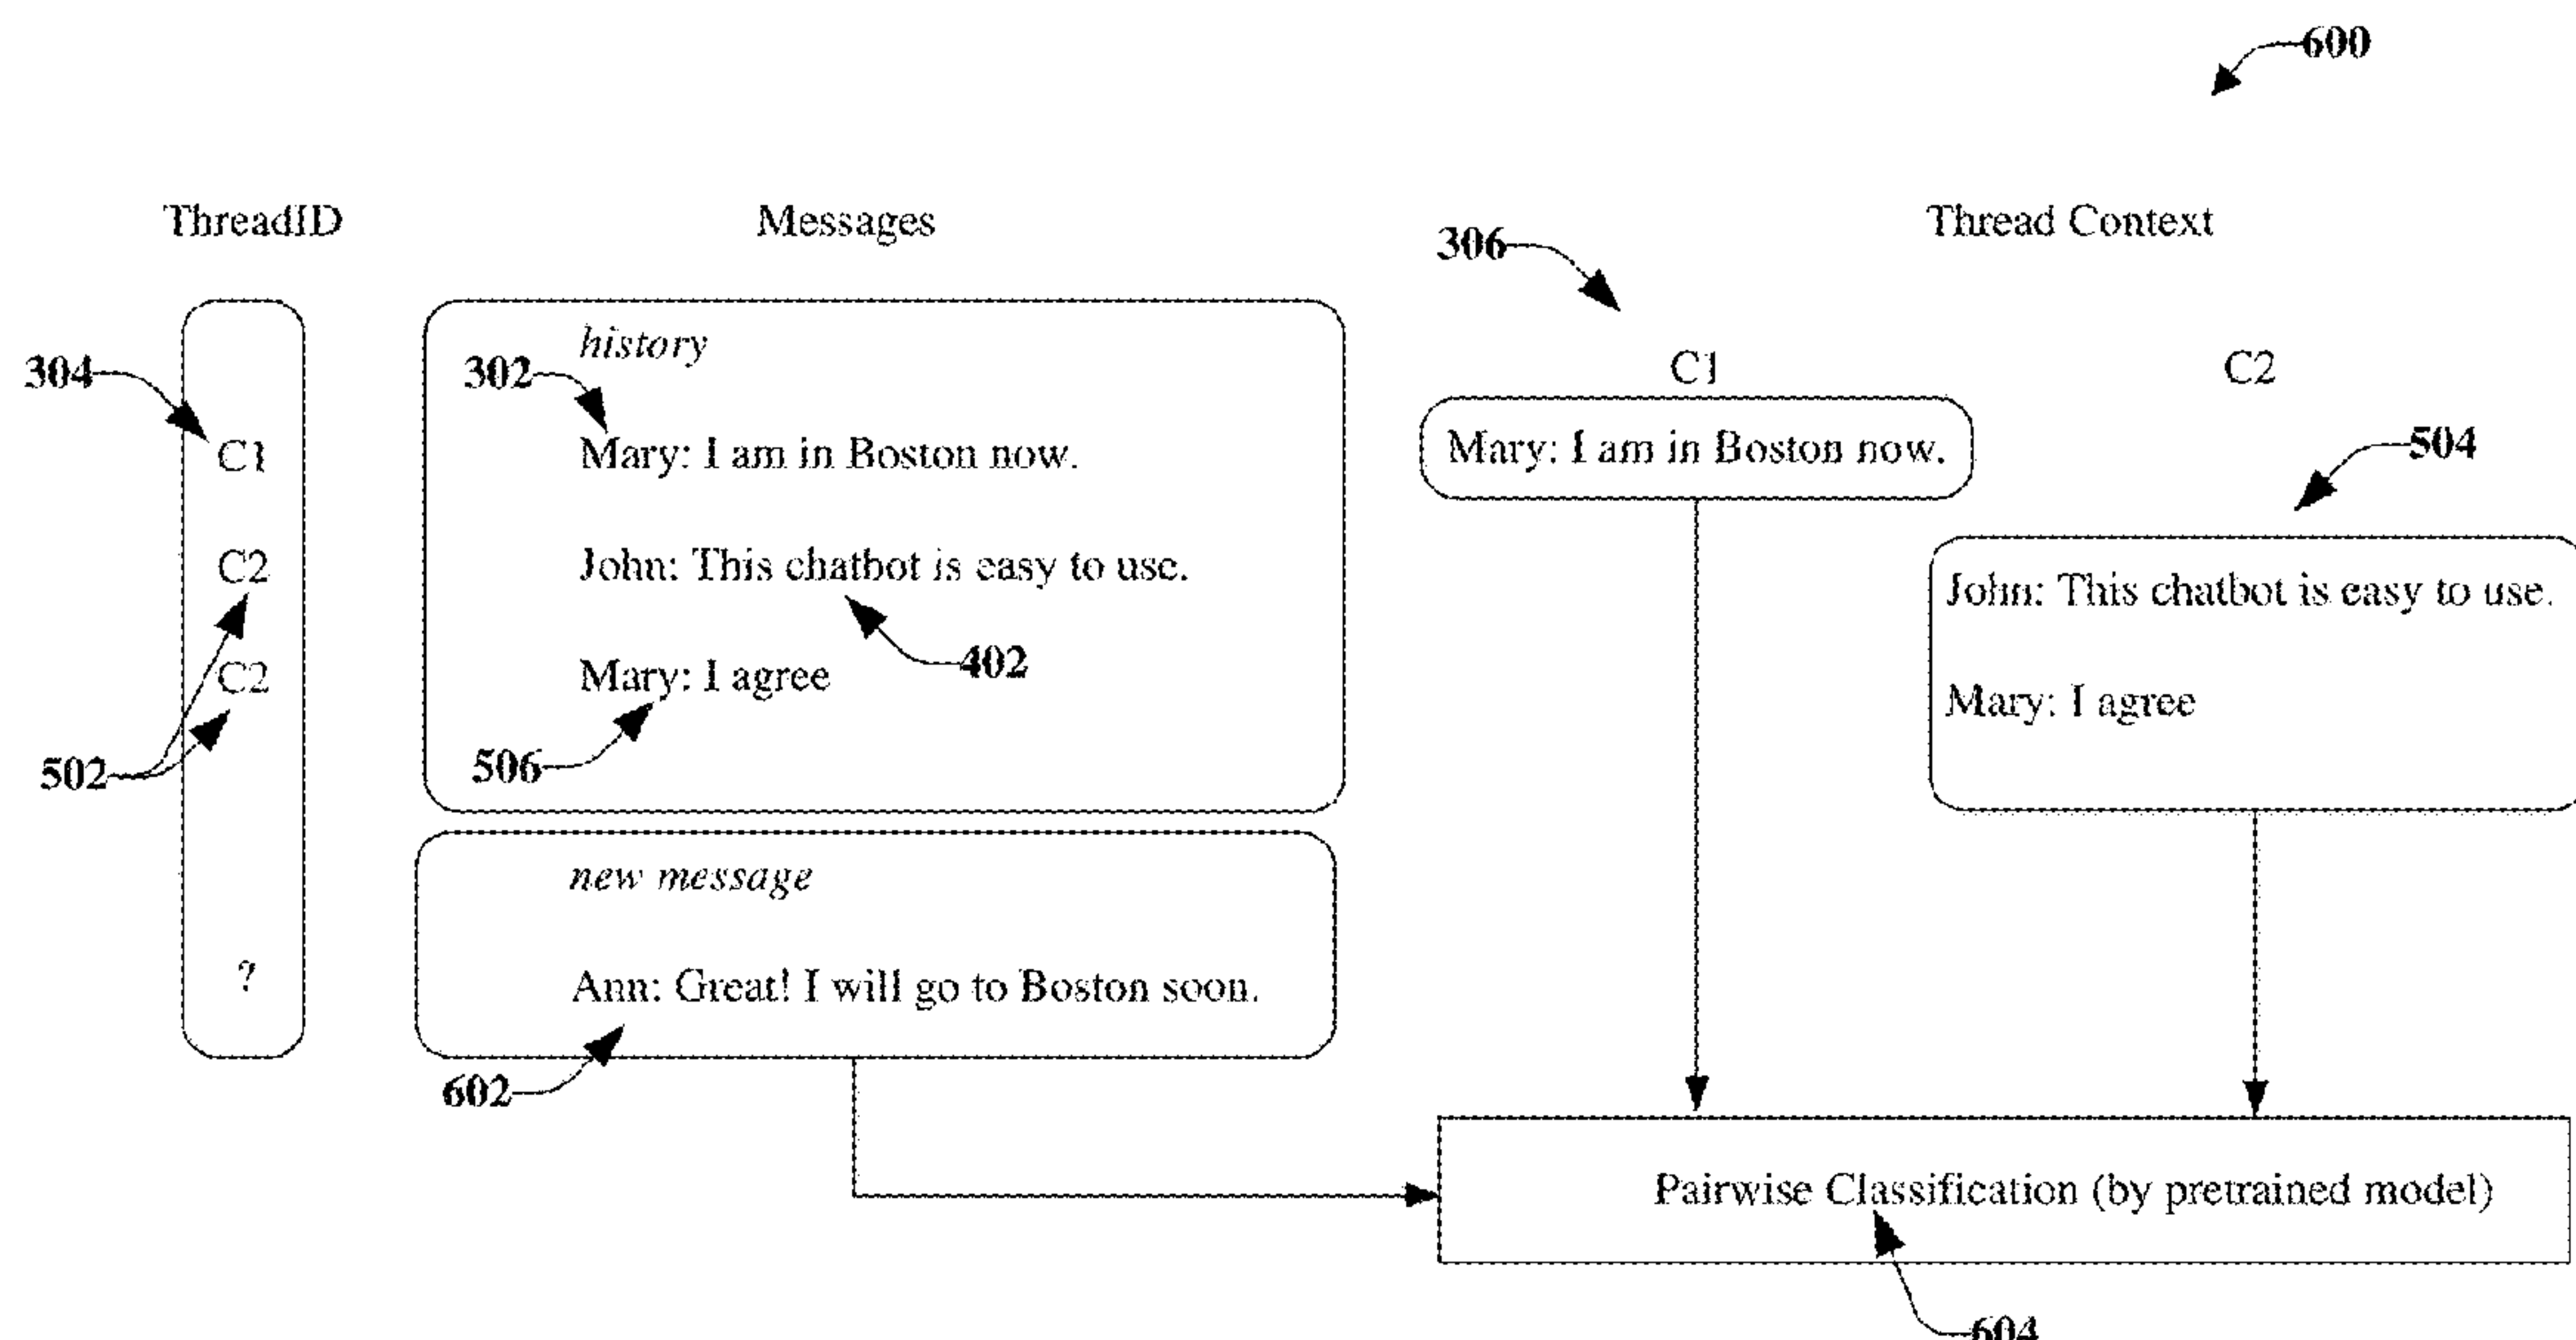 600
ThreadID
Messages
Thread Context
306
history
304
302
C1
C2
C1
Mary: I am in Boston now.
Mary: I am in Boston now.
504
C2
John: This chatbot is easy to use.
John: This chatbot is easy to use.
402
C2
Mary: I agree
Mary: I agree
502
506
new message
?
Ann: Great! I will go to Boston soon.
602
Pairwise Classification (by pretrained model)
604